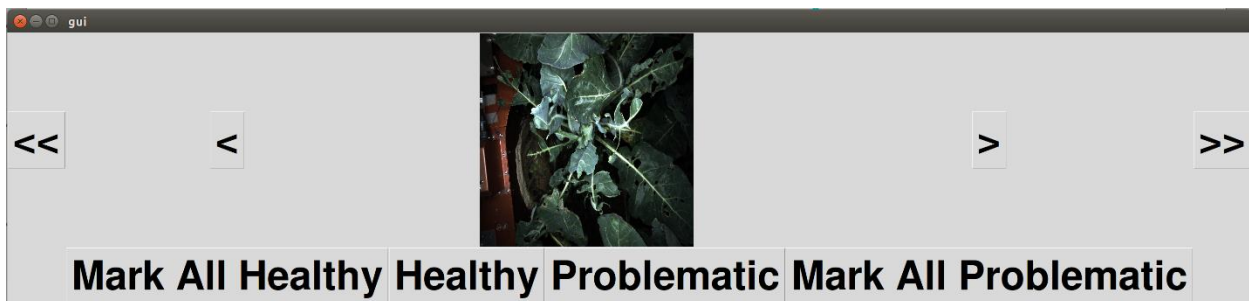 gui
<< < > >>
Mark All Healthy Healthy Problematic Mark All Problematic